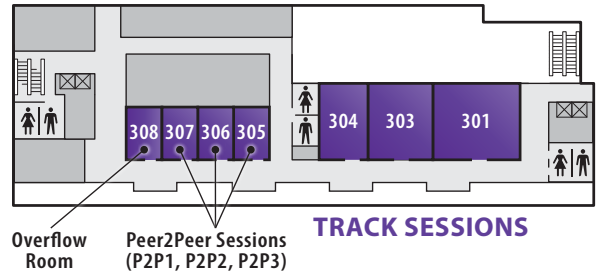 308 307 306 305 304 303 301
TRACK SESSIONS
Overflow
Room
Peer2Peer Sessions
(P2P1, P2P2, P2P3)